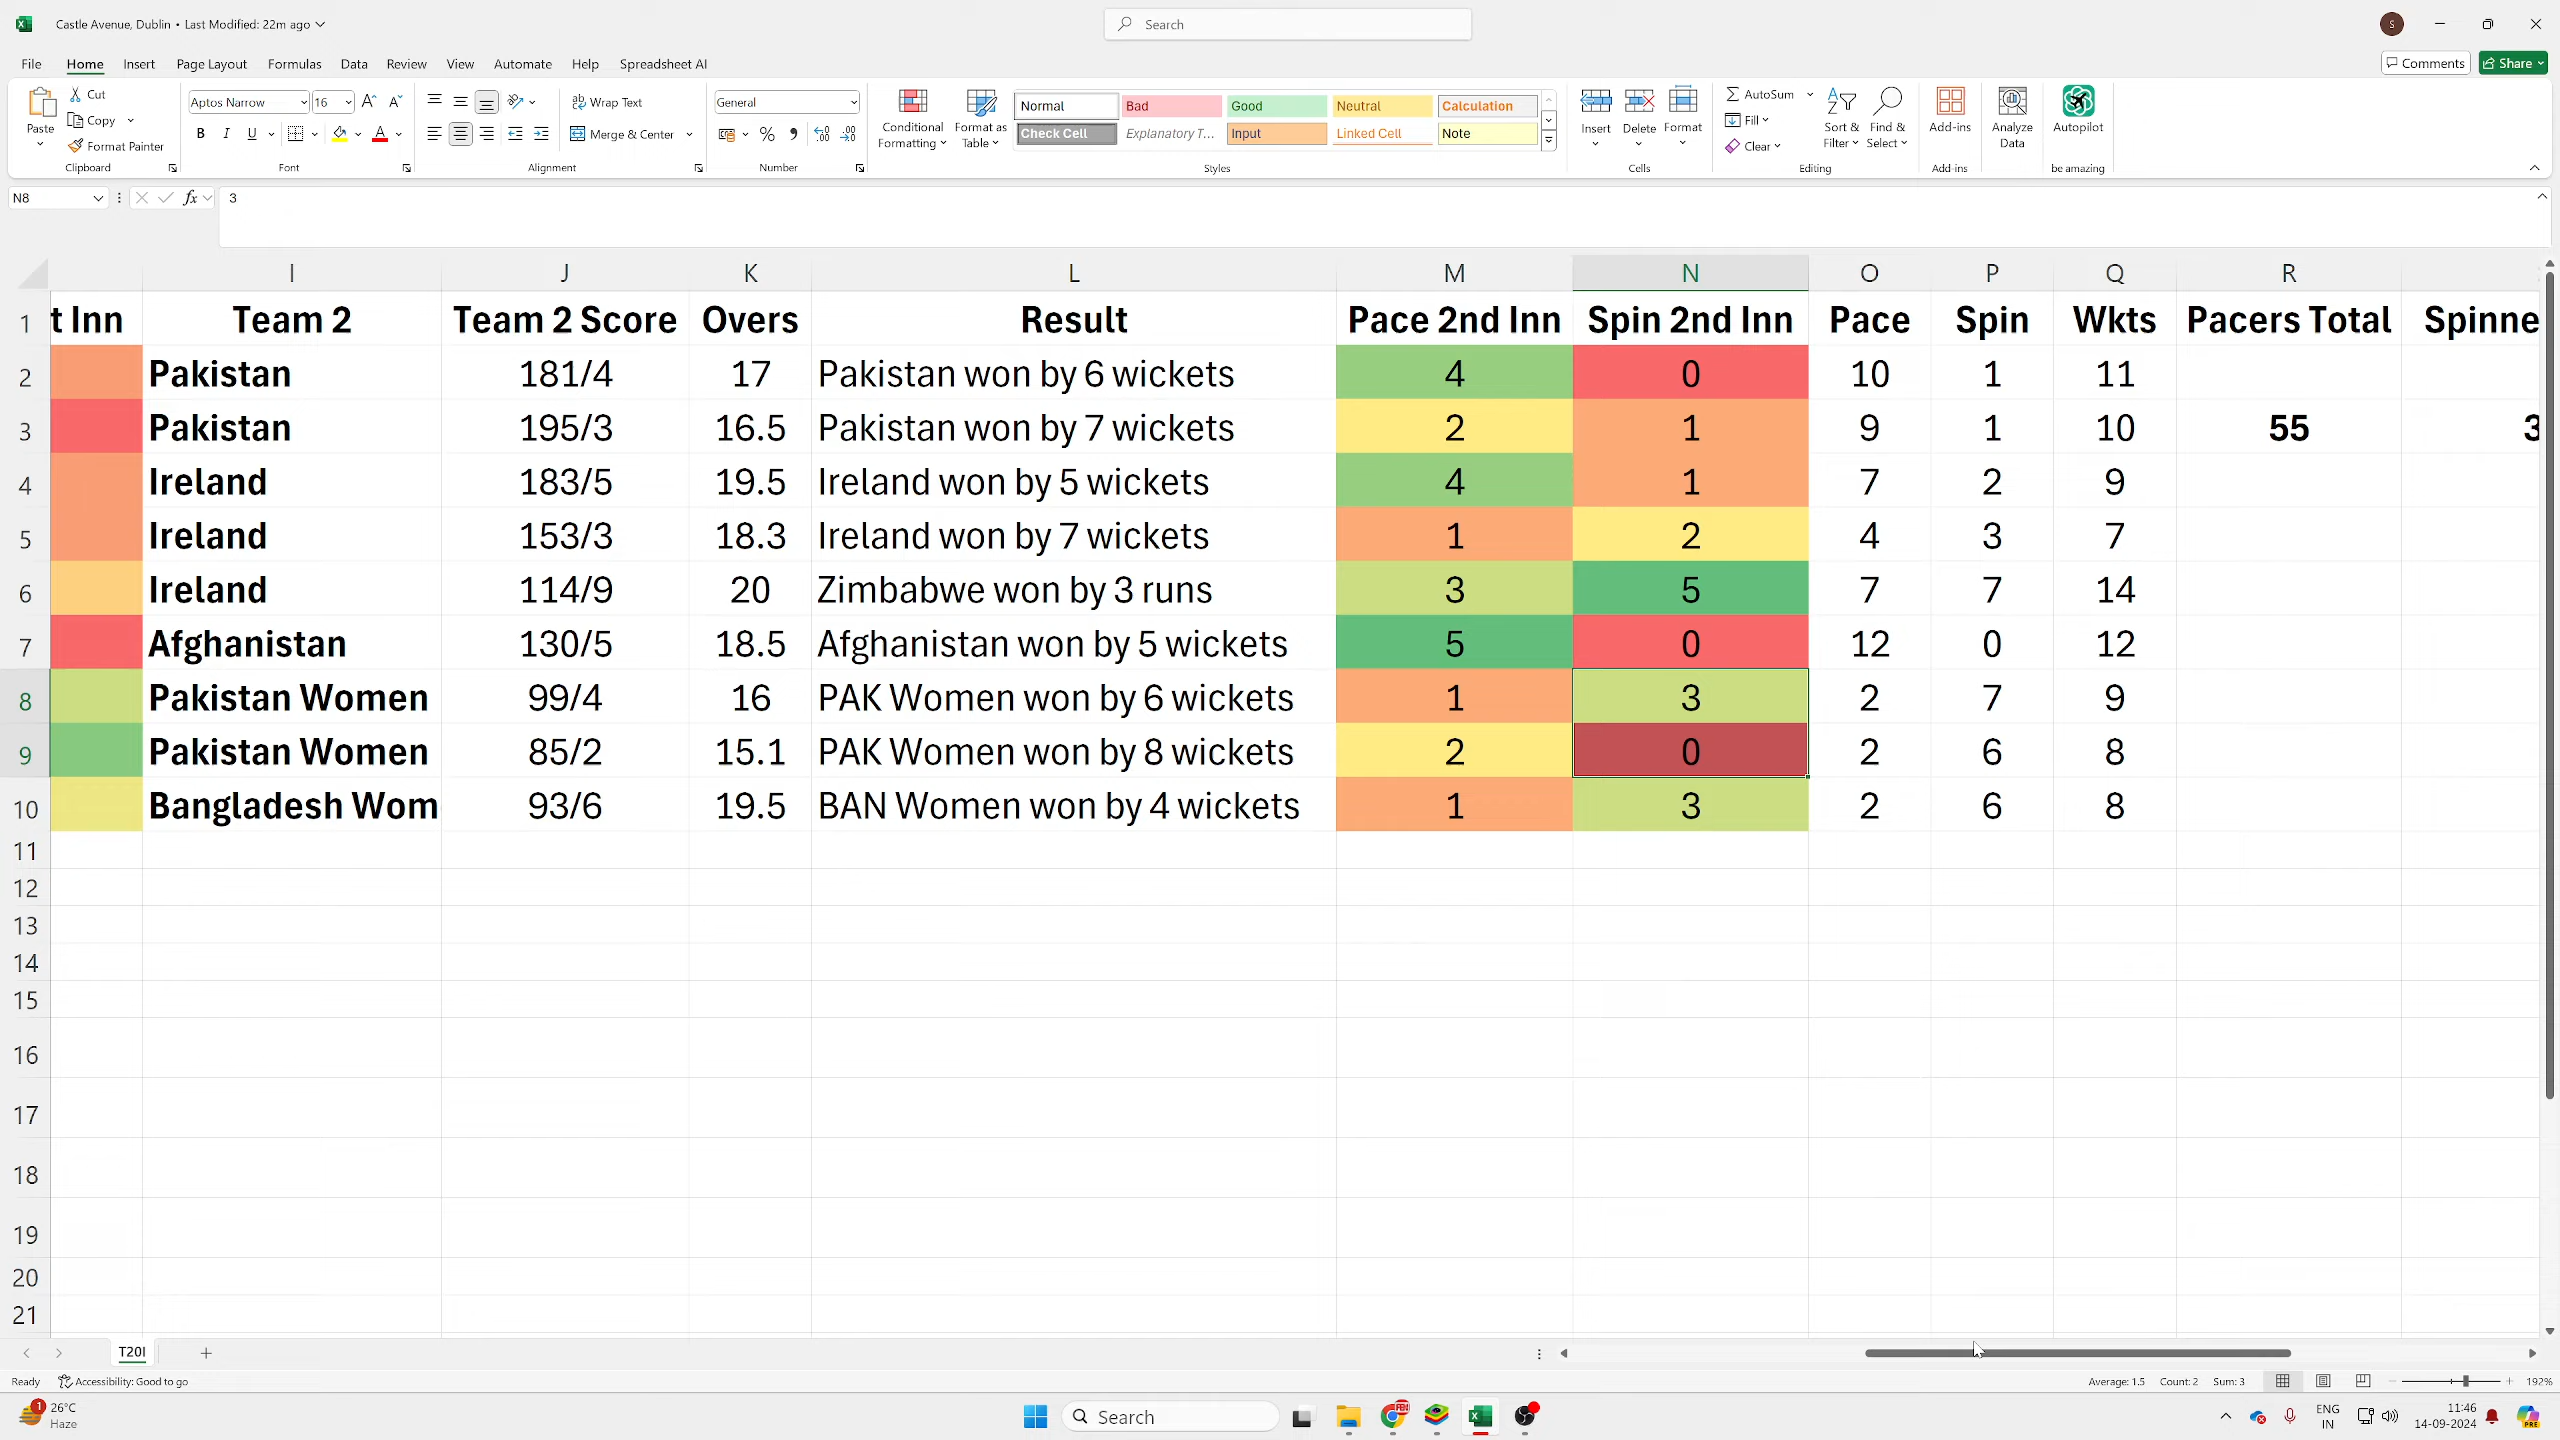 Castle Avenue, Dublin • Last Modified: 22m ago
Search
S
File Home Insert Page Layout Formulas Data Review View Automate Help Spreadsheet AI
Comments Share
Paste
Cut
Copy
Format Painter
Clipboard
Aptos Narrow 16
B I U
Font
Wrap Text
Merge & Center
Alignment
General
Number
Conditional Formatting
Format as Table
Normal Bad Good Neutral Calculation
Check Cell Explanatory T... Input Linked Cell Note
Styles
Insert Delete Format
Cells
AutoSum
Fill
Clear
Sort & Filter
Find & Select
Editing
Add-ins
Add-ins
Analyze Data
Autopilot
be amazing
N8 fx 3
I J K L M N O P Q R
1 t Inn Team 2 Team 2 Score Overs Result Pace 2nd Inn Spin 2nd Inn Pace Spin Wkts Pacers Total Spinne
2 Pakistan 181/4 17 Pakistan won by 6 wickets 4 0 10 1 11
3 Pakistan 195/3 16.5 Pakistan won by 7 wickets 2 1 9 1 10 55 3
4 Ireland 183/5 19.5 Ireland won by 5 wickets 4 1 7 2 9
5 Ireland 153/3 18.3 Ireland won by 7 wickets 1 2 4 3 7
6 Ireland 114/9 20 Zimbabwe won by 3 runs 3 5 7 7 14
7 Afghanistan 130/5 18.5 Afghanistan won by 5 wickets 5 0 12 0 12
8 Pakistan Women 99/4 16 PAK Women won by 6 wickets 1 3 2 7 9
9 Pakistan Women 85/2 15.1 PAK Women won by 8 wickets 2 0 2 6 8
10 Bangladesh Wom 93/6 19.5 BAN Women won by 4 wickets 1 3 2 6 8
11
12
13
14
15
16
17
18
19
20
21
T20I
Ready Accessibility: Good to go Average: 1.5 Count: 2 Sum: 3 192%
1 26°C
Haze
Search
ENG
IN
11:46
14-09-2024
PRE